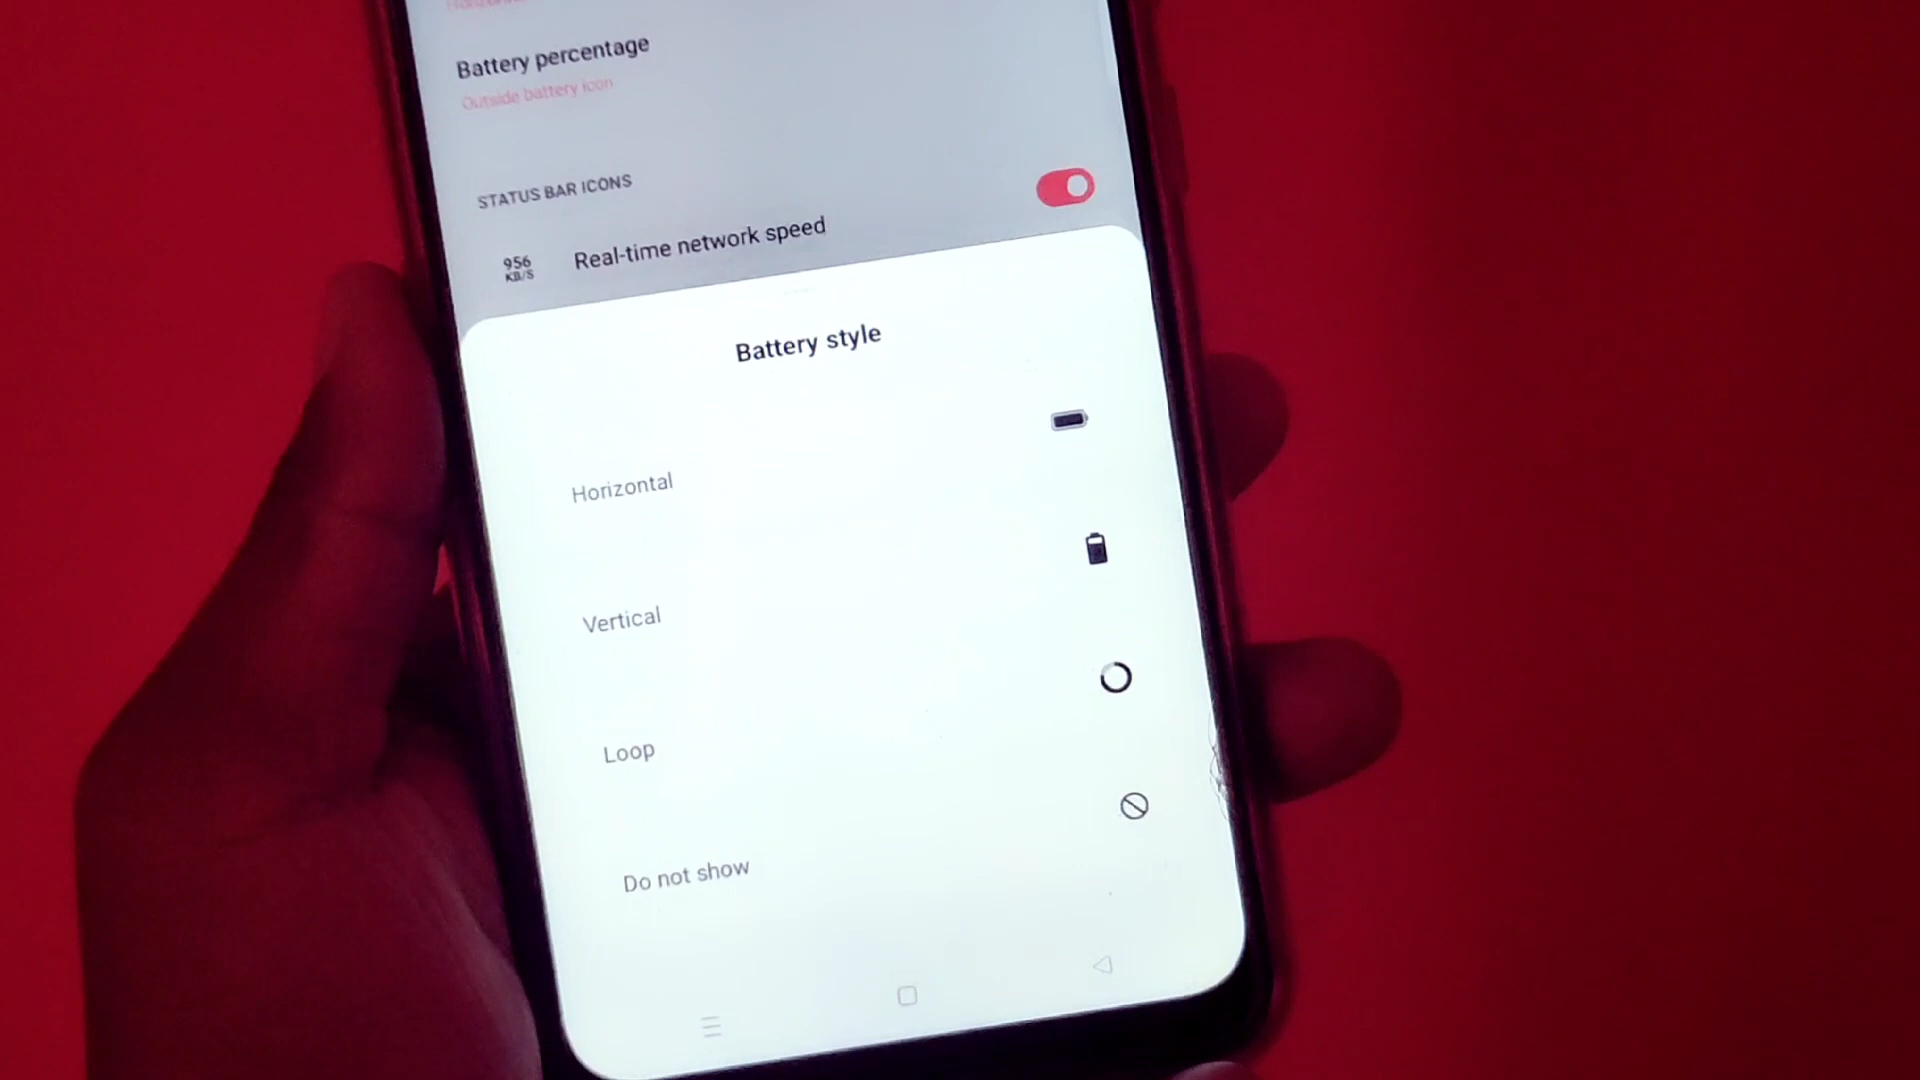 Battery percentage
Outside battery icon
STATUS BAR ICONS
956
KB/S
Real-time network speed
Battery style
Horizontal
Vertical
Loop
Do not show